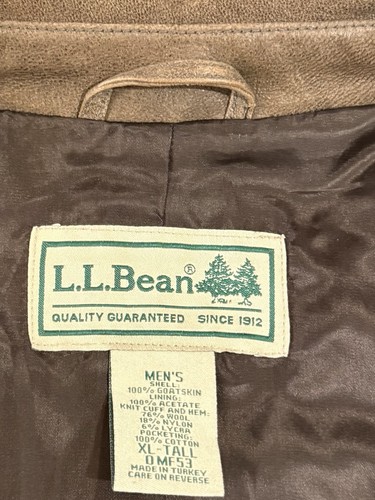 L.L.Bean®
QUALITY GUARANTEED SINCE 1912
MEN'S
SHELL:
100% GOATSKIN
LINING:
100% ACETATE
KNIT CUFF AND HEM:
76% WOOL
18% NYLON
6% LYCRA
POCKETING:
100% COTTON
XL-TALL
0MF53
MADE IN TURKEY
CARE ON REVERSE